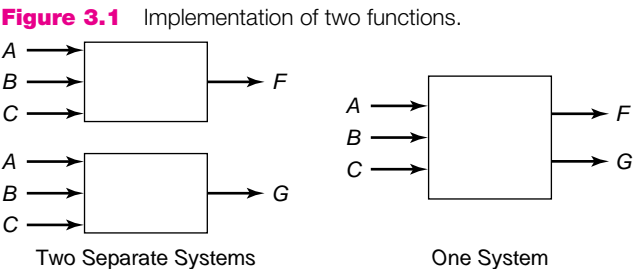 Figure 3.1 Implementation of two functions.
A
B
C
F
A
B
C
G
Two Separate Systems
A
B
C
F
G
One System